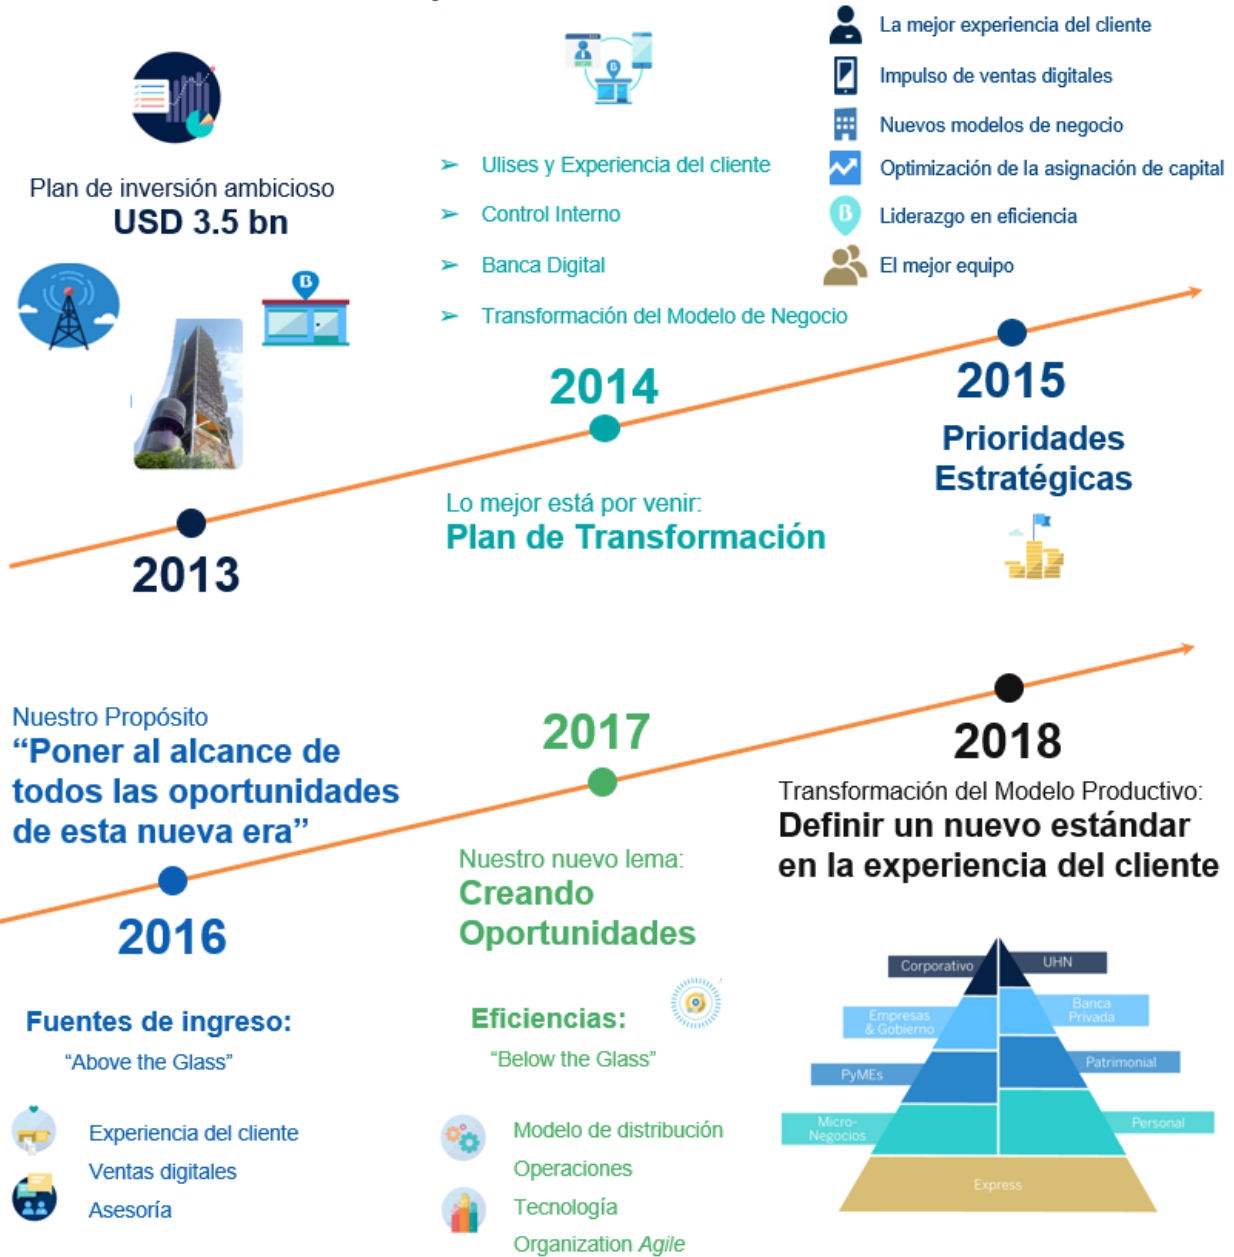 Plan de inversión ambicioso
USD 3.5 bn
B
2013
B
➢ Ulises y Experiencia del cliente
➢ Control Interno
➢ Banca Digital
➢ Transformación del Modelo de Negocio
2014
Lo mejor está por venir:
Plan de Transformación
La mejor experiencia del cliente
Impulso de ventas digitales
Nuevos modelos de negocio
Optimización de la asignación de capital
B
Liderazgo en eficiencia
El mejor equipo
2015
Prioridades
Estratégicas
Nuestro Propósito
“Poner al alcance de
todos las oportunidades
de esta nueva era”
2016
Fuentes de ingreso:
“Above the Glass”
Experiencia del cliente
Ventas digitales
Asesoría
2017
Nuestro nuevo lema:
Creando
Oportunidades
Eficiencias:
“Below the Glass”
Modelo de distribución
Operaciones
Tecnología
Organization Agile
2018
Transformación del Modelo Productivo:
Definir un nuevo estándar
en la experiencia del cliente
Corporativo
UHN
Empresas
& Gobierno
Banca
Privada
PyMEs
Patrimonial
Micro-
Negocios
Personal
Express